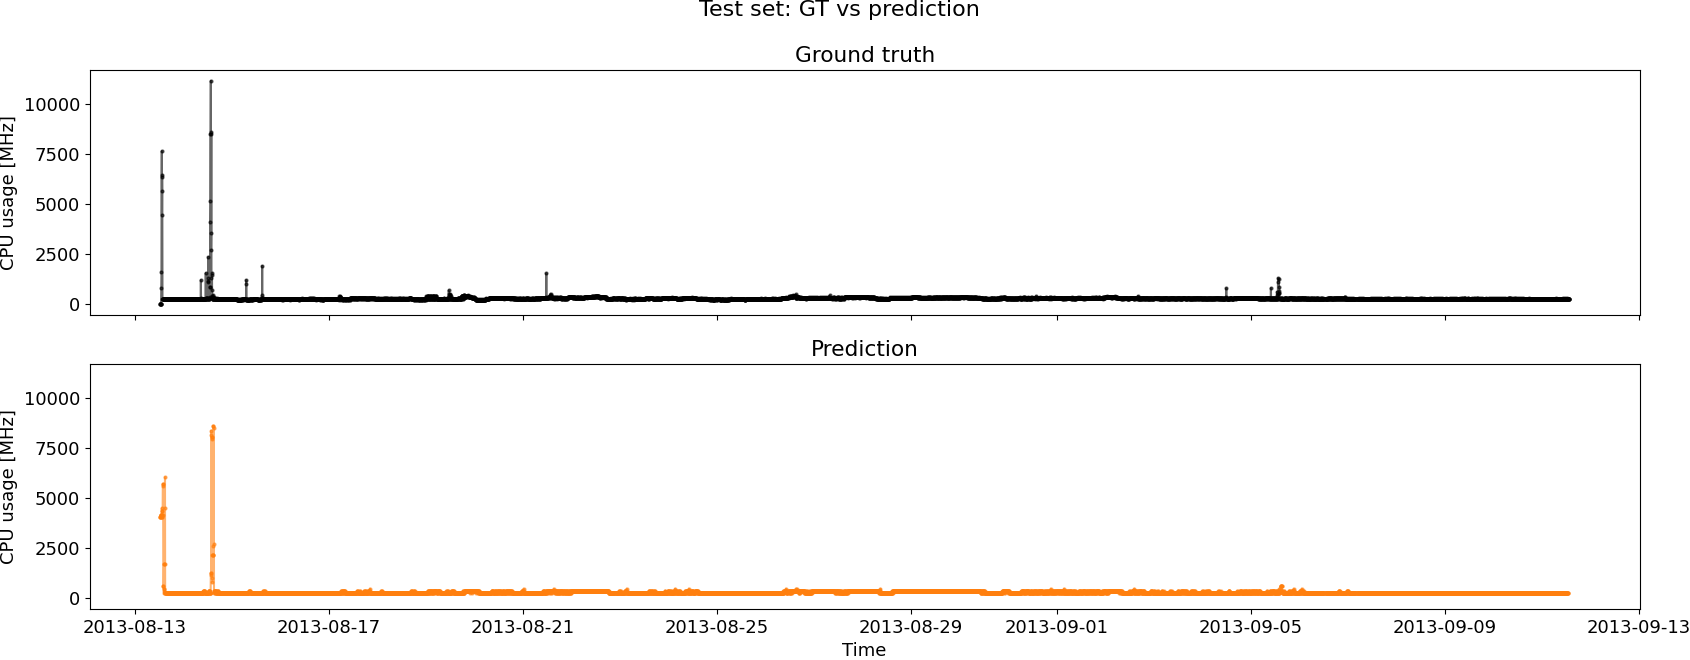 Test set: GT vs prediction
Ground truth
CPU usage [MHz]
10000
7500
5000
2500
0
Prediction
CPU usage [MHz]
10000
7500
5000
2500
0
2013-08-13 2013-08-17 2013-08-21 2013-08-25 2013-08-29 2013-09-01 2013-09-05 2013-09-09 2013-09-13
Time